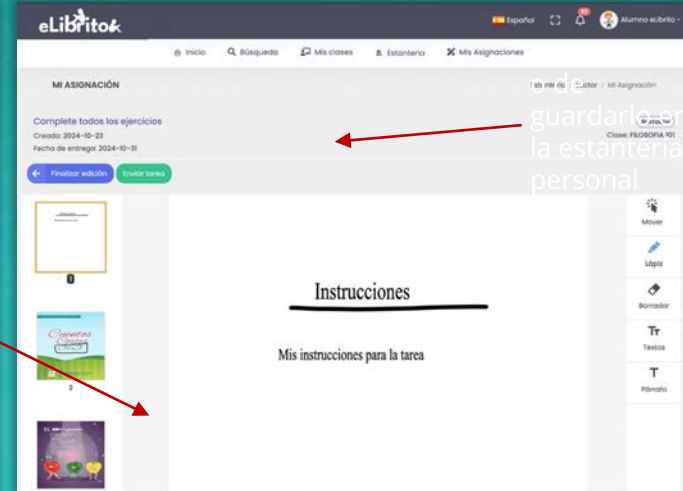 eLibritok
Español
Alumno eLibrito
Inicio
Búsqueda
Mis clases
Estantería
Mis Asignaciones
MI ASIGNACIÓN
/ Mi Asignación
o de
guardarlo en
la estantería
personal
Complete todos los ejercicios
Creado: 2024-10-23
Fecha de entrega: 2024-10-31
Clase: FILOSOFIA 101
Finalizar edición
Enviar tarea
1
Instrucciones
Mis instrucciones para la tarea
Mover
Lápiz
Borrador
Textos
Párrafo
Cuentos
2